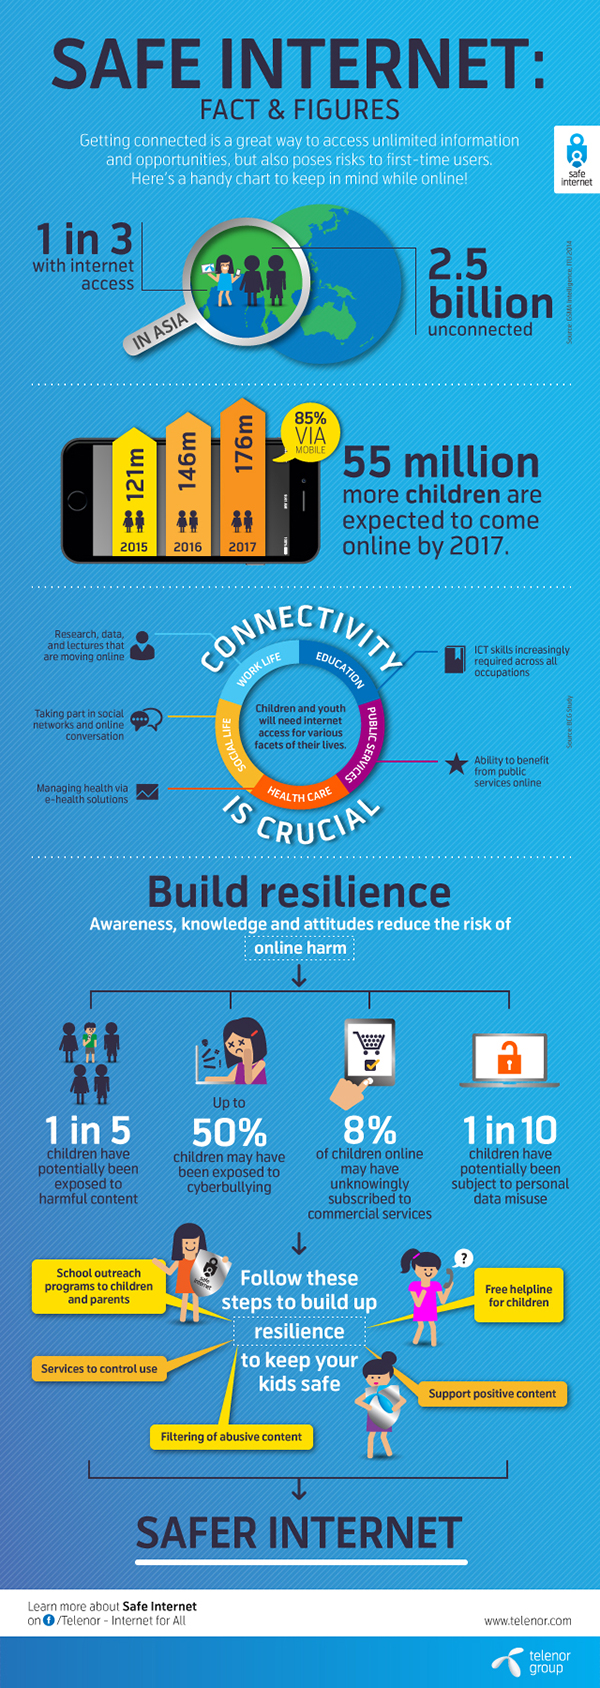 SAFE INTERNET:
FACT & FIGURES
Getting connected is a great way to access unlimited information
and opportunities, but also poses risks to first-time users.
Here's a handy chart to keep in mind while online!
safe
internet
1 in 3
with internet
access
IN ASIA
2.5
billion
unconnected
Source: GSMA Intelligence, ITU 2014
121m
2015
146m
2016
176m
2017
85%
VIA
MOBILE
55 million
more children are
expected to come
online by 2017.
CONNECTIVITY
IS CRUCIAL
WORK LIFE
EDUCATION
PUBLIC SERVICES
HEALTH CARE
SOCIAL LIFE
Children and youth
will need internet
access for various
facets of their lives.
Research, data,
and lectures that
are moving online
Taking part in social
networks and online
conversation
Managing health via
e-health solutions
ICT skills increasingly
required across all
occupations
Ability to benefit
from public
services online
Source: BCG Study
Build resilience
Awareness, knowledge and attitudes reduce the risk of
online harm
1 in 5
children have
potentially been
exposed to
harmful content
Up to
50%
children may have
been exposed to
cyberbullying
8%
of children online
may have
unknowingly
subscribed to
commercial services
1 in 10
children have
potentially been
subject to personal
data misuse
School outreach
programs to children
and parents
safe
internet
Follow these
steps to build up
resilience
to keep your
kids safe
?
Free helpline
for children
Services to control use
Support positive content
Filtering of abusive content
SAFER INTERNET
Learn more about Safe Internet
on f /Telenor - Internet for All
www.telenor.com
telenor
group